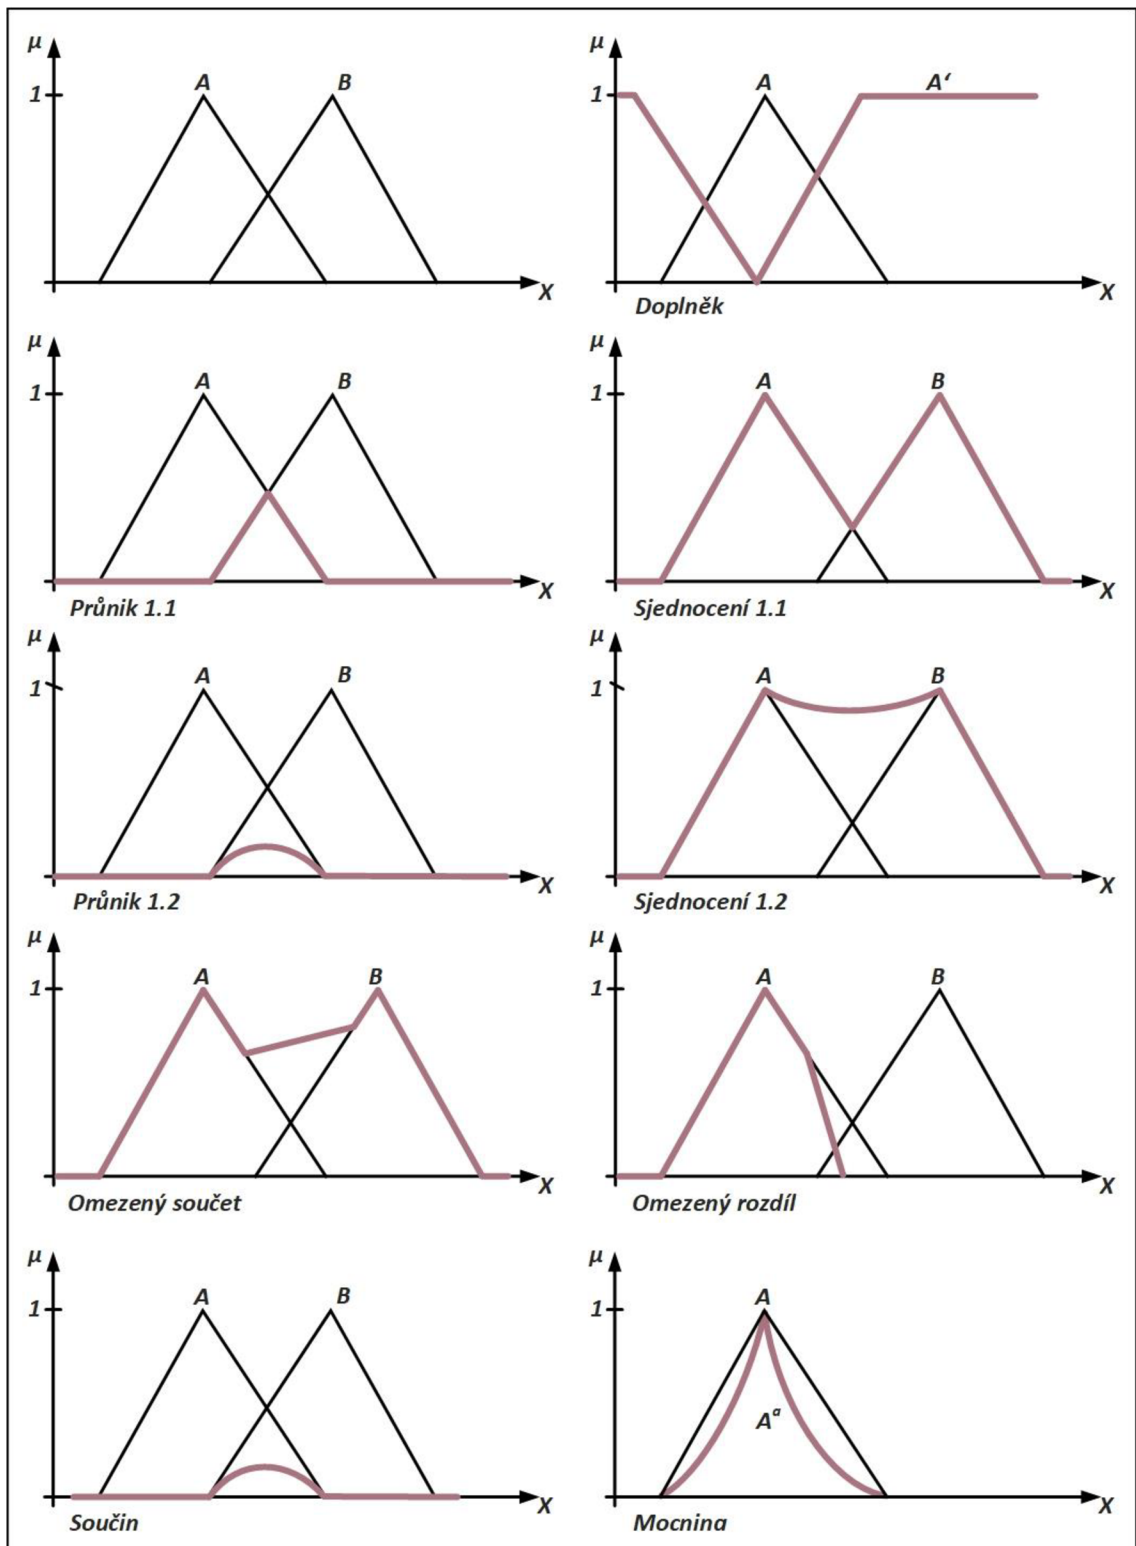 μ
1
A
B
X
μ
1
A
A‘
X
Doplněk
μ
1
A
B
X
Průnik 1.1
μ
1
A
B
X
Sjednocení 1.1
μ
1
A
B
X
Průnik 1.2
μ
1
A
B
X
Sjednocení 1.2
μ
1
A
B
X
Omezený součet
μ
1
A
B
X
Omezený rozdíl
μ
1
A
B
X
Součin
μ
1
A
Aᵃ
X
Mocnina